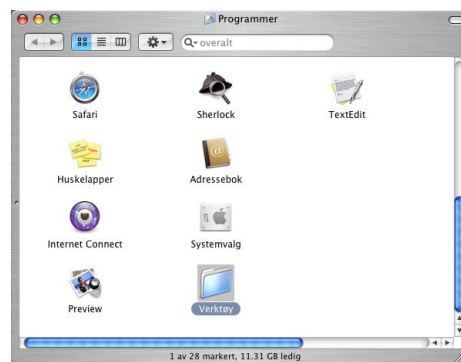 Programmer
overalt
Safari
Sherlock
TextEdit
Huskelapper
Adressebok
Internet Connect
Systemvalg
Preview
Verktøy
1 av 28 markert, 11.31 GB ledig